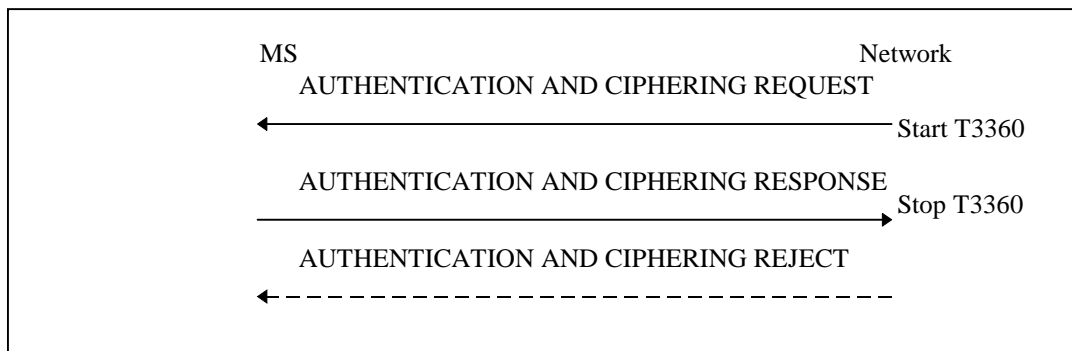 MS Network
AUTHENTICATION AND CIPHERING REQUEST
Start T3360
AUTHENTICATION AND CIPHERING RESPONSE
Stop T3360
AUTHENTICATION AND CIPHERING REJECT